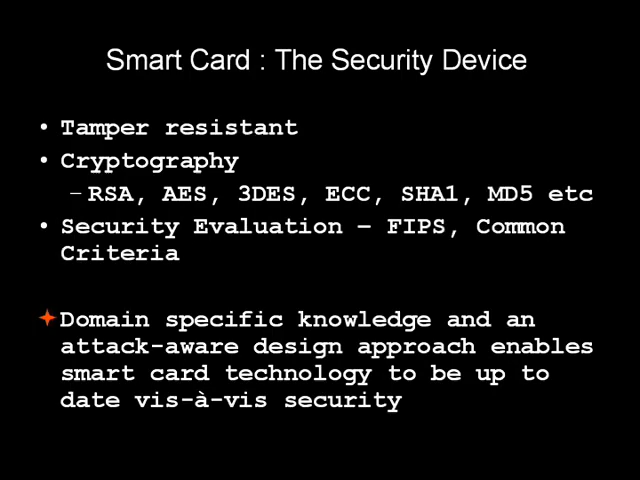 Smart Card : The Security Device
• Tamper resistant
• Cryptography
– RSA, AES, 3DES, ECC, SHA1, MD5 etc
• Security Evaluation – FIPS, Common
Criteria
Domain specific knowledge and an
attack-aware design approach enables
smart card technology to be up to
date vis-à-vis security